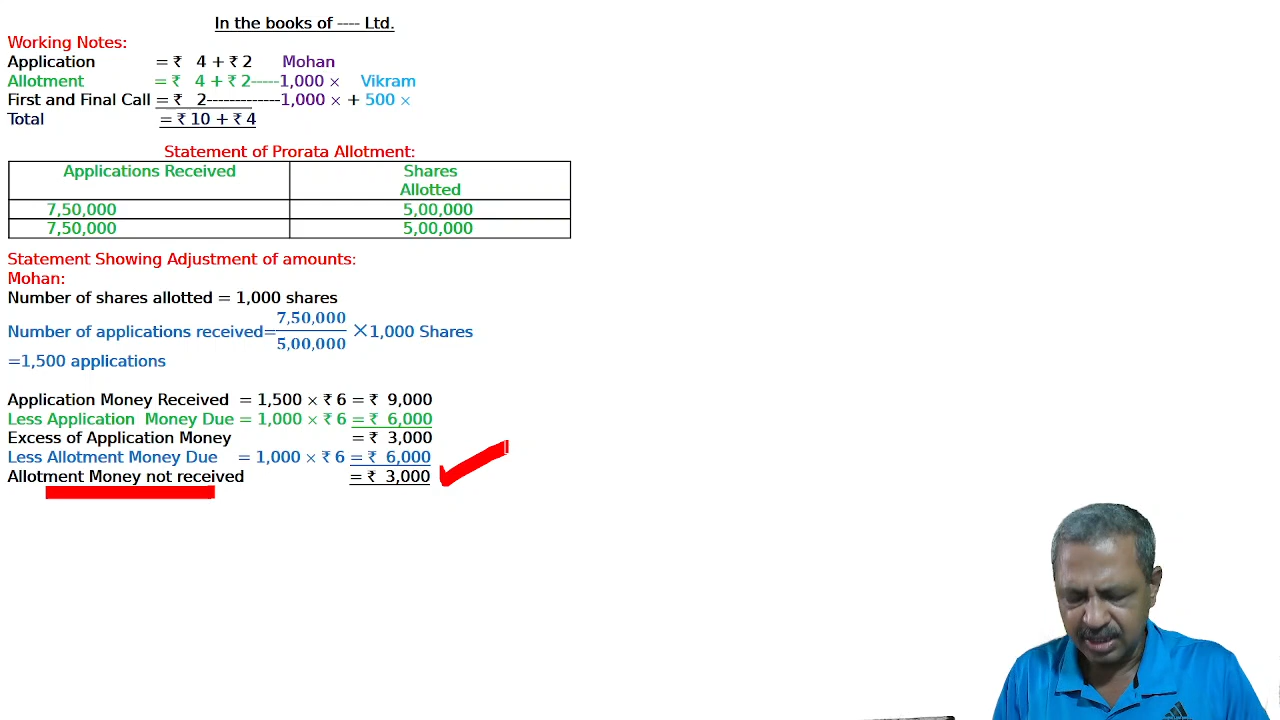 In the books of ---- Ltd.
Working Notes:
Application = ₹ 4 + ₹ 2 Mohan
Allotment = ₹ 4 + ₹ 2-----1,000 × Vikram
First and Final Call = ₹ 2-------------1,000 × + 500 ×
Total = ₹ 10 + ₹ 4
Statement of Prorata Allotment:
Applications Received Shares
Allotted
7,50,000 5,00,000
7,50,000 5,00,000
Statement Showing Adjustment of amounts:
Mohan:
Number of shares allotted = 1,000 shares
Number of applications received= 7,50,000 / 5,00,000 ×1,000 Shares
=1,500 applications
Application Money Received = 1,500 × ₹ 6 = ₹ 9,000
Less Application Money Due = 1,000 × ₹ 6 = ₹ 6,000
Excess of Application Money = ₹ 3,000
Less Allotment Money Due = 1,000 × ₹ 6 = ₹ 6,000
Allotment Money not received = ₹ 3,000